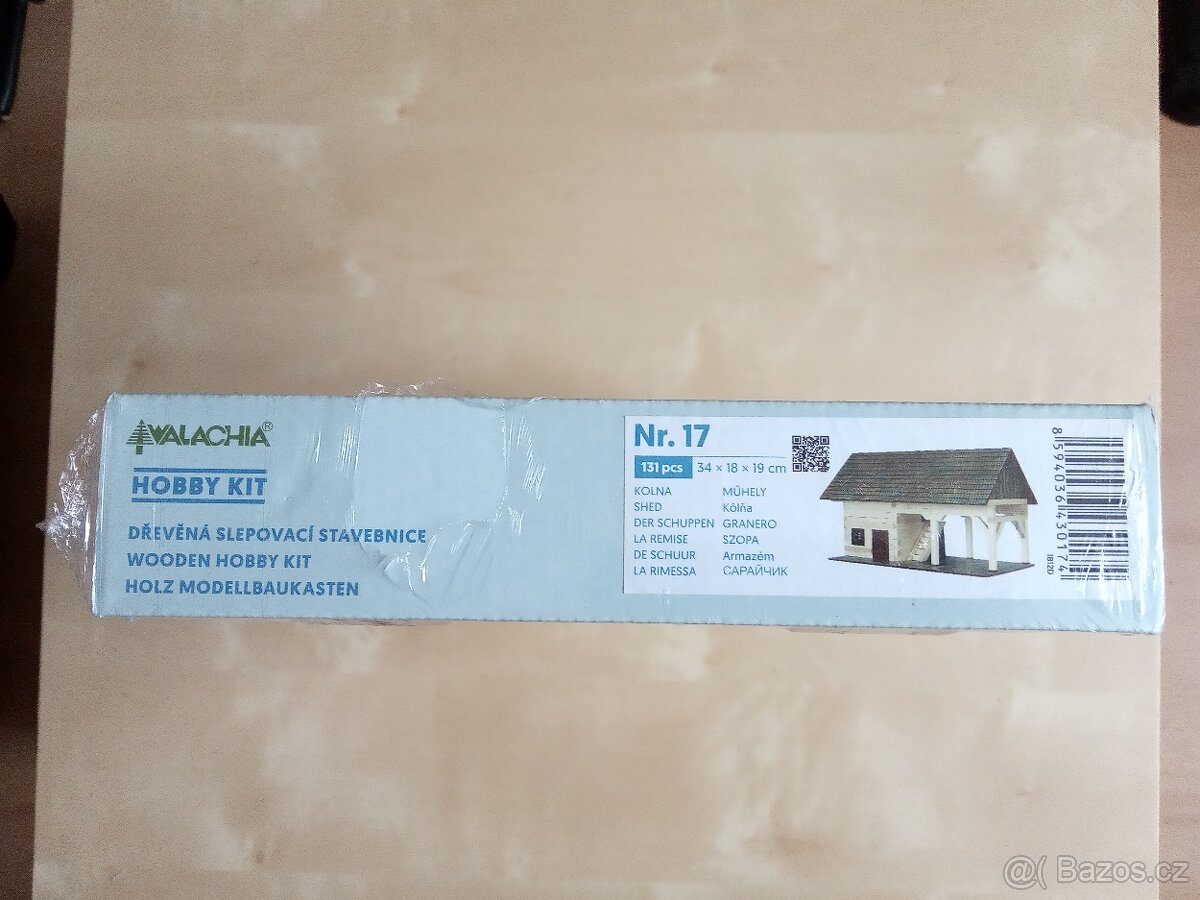 WALACHIA®
HOBBY KIT
DŘEVĚNÁ SLEPOVACÍ STAVEBNICE
WOODEN HOBBY KIT
HOLZ MODELLBAUKASTEN
Nr. 17
131 pcs 34 × 18 × 19 cm
KOLNA
SHED
DER SCHUPPEN
LA REMISE
DE SCHUUR
LA RIMESSA
MŰHELY
Kôlňa
GRANERO
SZOPA
Armazém
САРАЙЧИК
8 594036 430174
18120
@( Bazos.cz